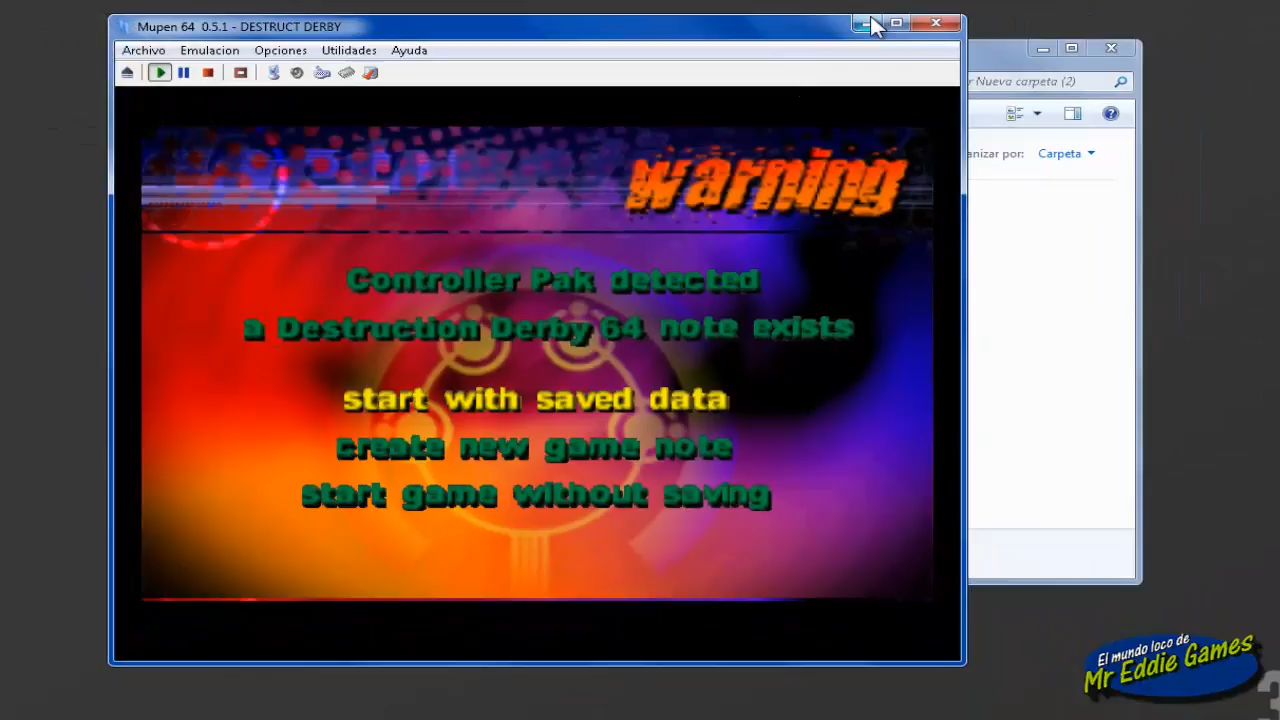 Mupen 64 0.5.1 - DESTRUCT DERBY
Archivo Emulacion Opciones Utilidades Ayuda
r Nueva carpeta (2)
anizar por: Carpeta
warning
Controller Pak detected
a Destruction Derby 64 note exists
start with saved data
create new game note
start game without saving
El mundo loco de
Mr Eddie Games